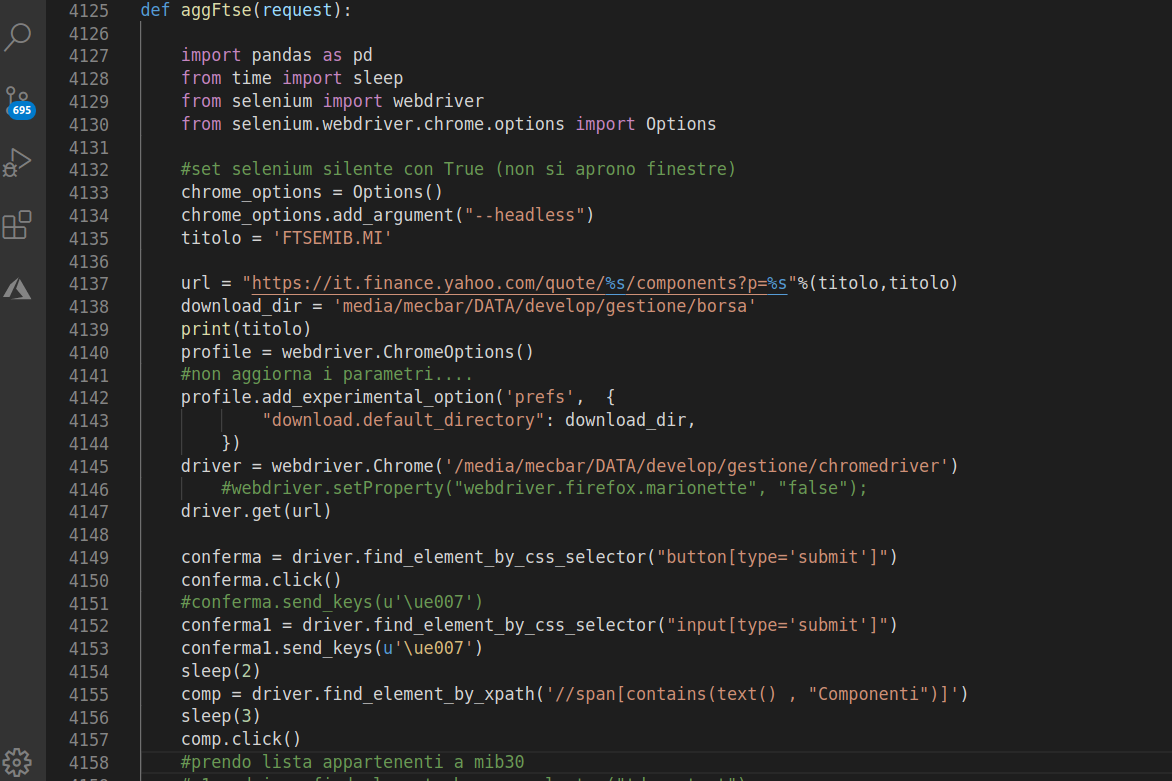 4125 def aggFtse(request):
4126
4127 import pandas as pd
4128 from time import sleep
4129 from selenium import webdriver
4130 from selenium.webdriver.chrome.options import Options
4131
4132 #set selenium silente con True (non si aprono finestre)
4133 chrome_options = Options()
4134 chrome_options.add_argument("--headless")
4135 titolo = 'FTSEMIB.MI'
4136
4137 url = "https://it.finance.yahoo.com/quote/%s/components?p=%s"%(titolo,titolo)
4138 download_dir = 'media/mecbar/DATA/develop/gestione/borsa'
4139 print(titolo)
4140 profile = webdriver.ChromeOptions()
4141 #non aggiorna i parametri....
4142 profile.add_experimental_option('prefs', {
4143 "download.default_directory": download_dir,
4144 })
4145 driver = webdriver.Chrome('/media/mecbar/DATA/develop/gestione/chromedriver')
4146 #webdriver.setProperty("webdriver.firefox.marionette", "false");
4147 driver.get(url)
4148
4149 conferma = driver.find_element_by_css_selector("button[type='submit']")
4150 conferma.click()
4151 #conferma.send_keys(u'\ue007')
4152 conferma1 = driver.find_element_by_css_selector("input[type='submit']")
4153 conferma1.send_keys(u'\ue007')
4154 sleep(2)
4155 comp = driver.find_element_by_xpath('//span[contains(text() , "Componenti")]')
4156 sleep(3)
4157 comp.click()
4158 #prendo lista appartenenti a mib30
695